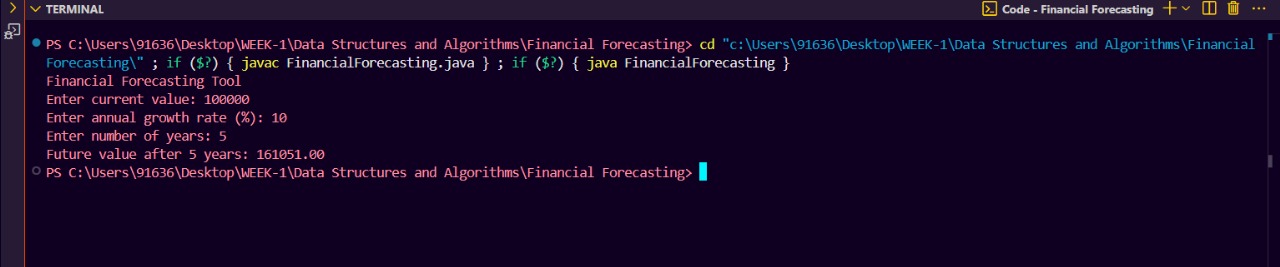 TERMINAL
Code - Financial Forecasting
PS C:\Users\91636\Desktop\WEEK-1\Data Structures and Algorithms\Financial Forecasting> cd "c:\Users\91636\Desktop\WEEK-1\Data Structures and Algorithms\Financial
Forecasting\" ; if ($?) { javac FinancialForecasting.java } ; if ($?) { java FinancialForecasting }
Financial Forecasting Tool
Enter current value: 100000
Enter annual growth rate (%): 10
Enter number of years: 5
Future value after 5 years: 161051.00
PS C:\Users\91636\Desktop\WEEK-1\Data Structures and Algorithms\Financial Forecasting>